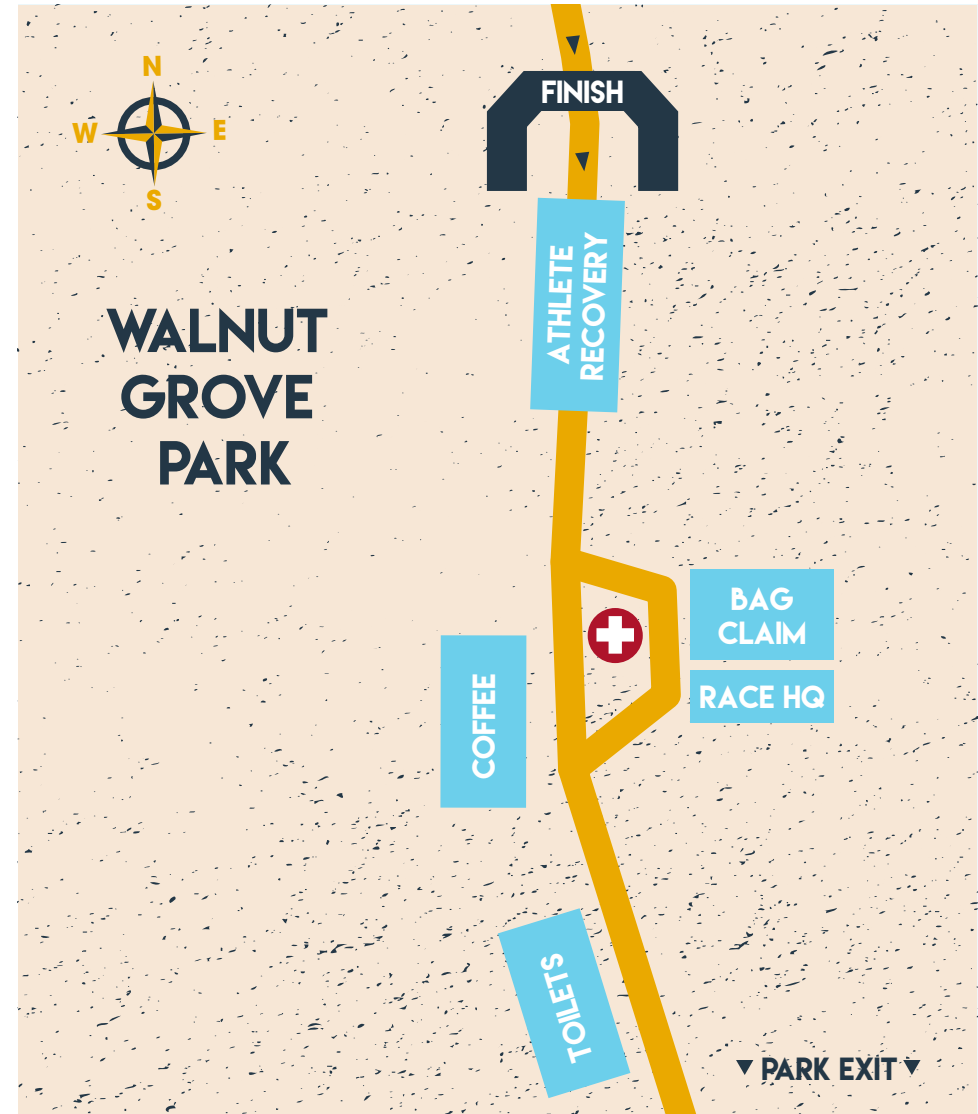 N
W
E
S
FINISH
ATHLETE
RECOVERY
WALNUT
GROVE
PARK
BAG
CLAIM
RACE HQ
COFFEE
TOILETS
PARK EXIT